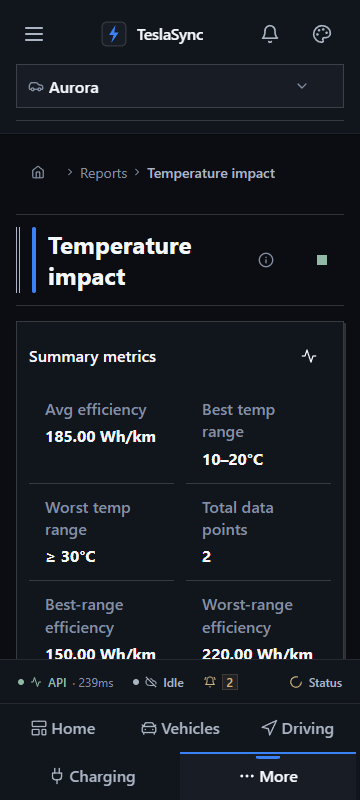 TeslaSync
Aurora
Reports
Temperature impact
Temperature
impact
Summary metrics
Avg efficiency
185.00 Wh/km
Best temp
range
10–20°C
Worst temp
range
≥ 30°C
Total data
points
2
Best-range
efficiency
150.00 Wh/km
Worst-range
efficiency
220.00 Wh/km
API · 239ms
Idle
2
Status
Home
Vehicles
Driving
Charging
More